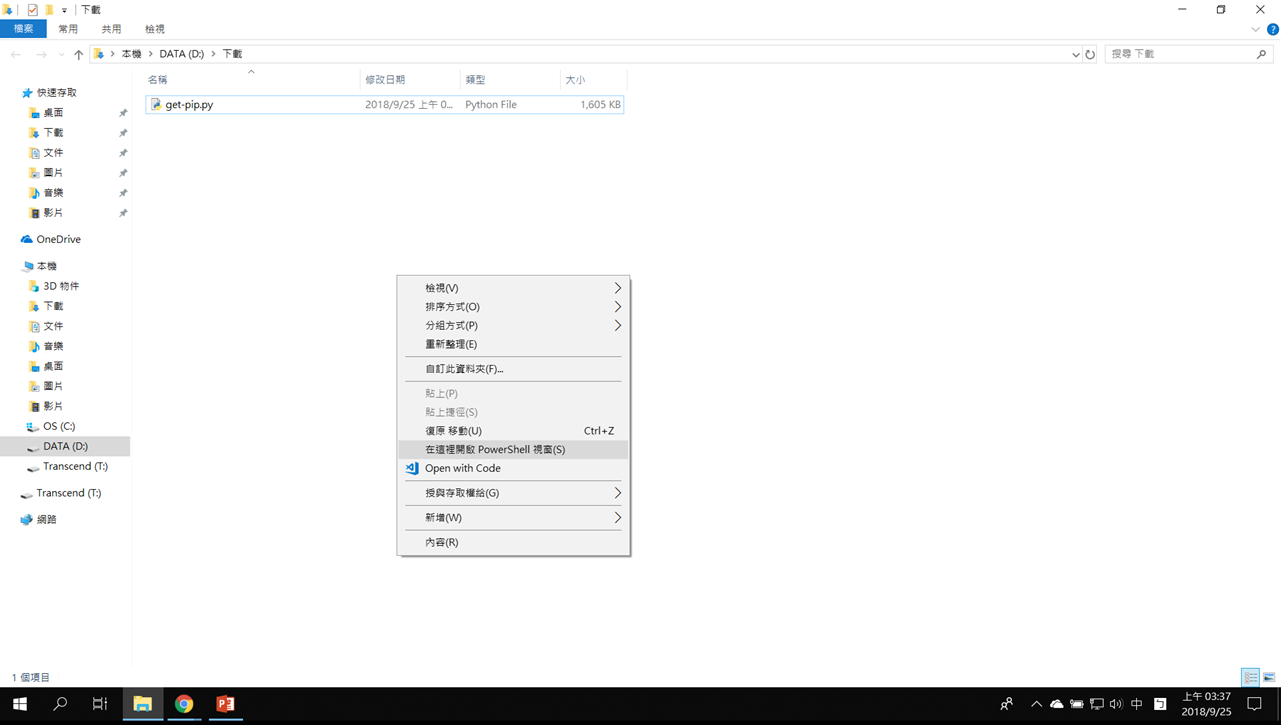 下載
檔案 常用 共用 檢視
本機 DATA (D:) 下載 搜尋 下載
名稱 修改日期 類型 大小
get-pip.py 2018/9/25 上午 0... Python File 1,605 KB
快速存取
桌面
下載
文件
圖片
音樂
影片
OneDrive
本機
3D 物件
下載
文件
音樂
桌面
圖片
影片
OS (C:)
DATA (D:)
Transcend (T:)
Transcend (T:)
網路
檢視(V)
排序方式(O)
分組方式(P)
重新整理(E)
自訂此資料夾(F)...
貼上(P)
貼上捷徑(S)
復原 移動(U) Ctrl+Z
在這裡開啟 PowerShell 視窗(S)
Open with Code
授與存取權給(G)
新增(W)
內容(R)
1 個項目
中
上午 03:37
2018/9/25